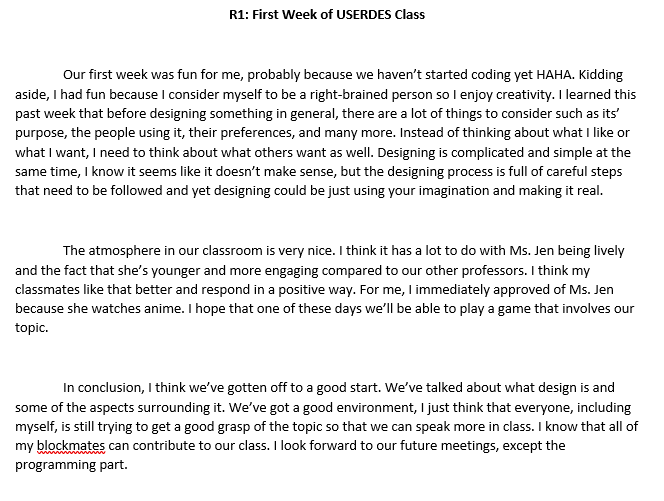 R1: First Week of USERDES Class
Our first week was fun for me, probably because we haven't started coding yet HAHA. Kidding
aside, I had fun because I consider myself to be a right-brained person so I enjoy creativity. I learned this
past week that before designing something in general, there are a lot of things to consider such as its'
purpose, the people using it, their preferences, and many more. Instead of thinking about what I like or
what I want, I need to think about what others want as well. Designing is complicated and simple at the
same time, I know it seems like it doesn't make sense, but the designing process is full of careful steps
that need to be followed and yet designing could be just using your imagination and making it real.
The atmosphere in our classroom is very nice. I think it has a lot to do with Ms. Jen being lively
and the fact that she's younger and more engaging compared to our other professors. I think my
classmates like that better and respond in a positive way. For me, I immediately approved of Ms. Jen
because she watches anime. I hope that one of these days we'll be able to play a game that involves our
topic.
In conclusion, I think we've gotten off to a good start. We've talked about what design is and
some of the aspects surrounding it. We've got a good environment, I just think that everyone, including
myself, is still trying to get a good grasp of the topic so that we can speak more in class. I know that all of
my blockmates can contribute to our class. I look forward to our future meetings, except the
programming part.